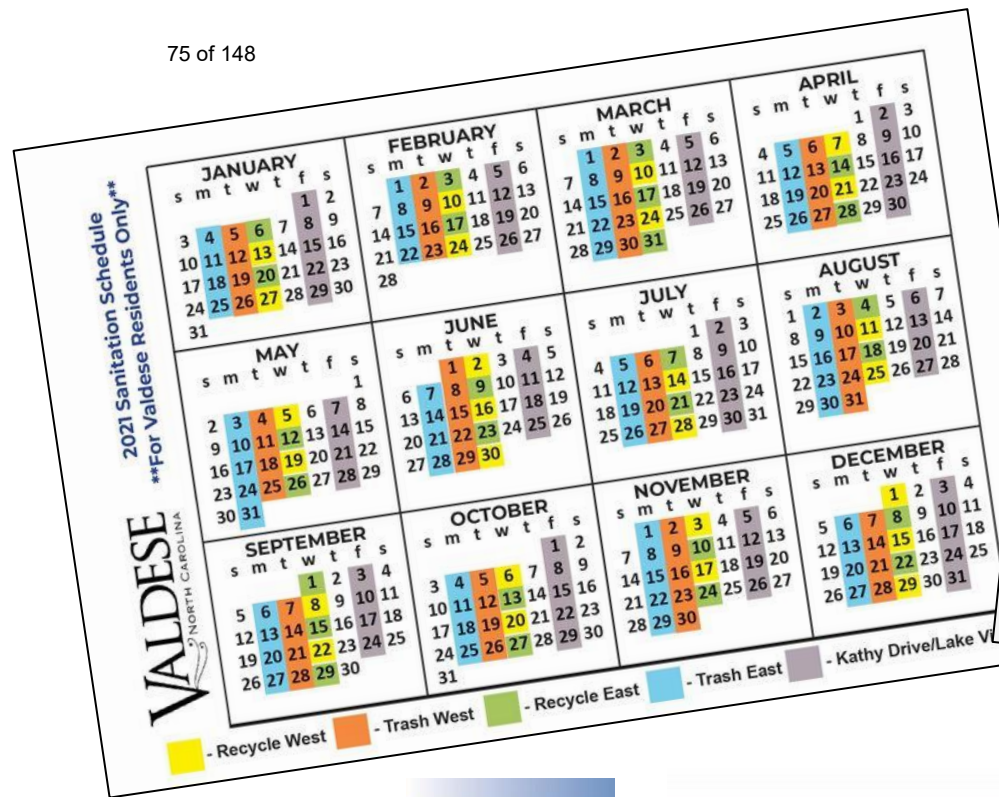 75 of 148
2021 Sanitation Schedule
**For Valdese Residents Only**
VALDESE
NORTH CAROLINA
JANUARY
s m t w t f s
1 2
3 4 5 6 7 8 9
10 11 12 13 14 15 16
17 18 19 20 21 22 23
24 25 26 27 28 29 30
31
FEBRUARY
s m t w t f s
1 2 3 4 5 6
7 8 9 10 11 12 13
14 15 16 17 18 19 20
21 22 23 24 25 26 27
28
MARCH
s m t w t f s
1 2 3 4 5 6
7 8 9 10 11 12 13
14 15 16 17 18 19 20
21 22 23 24 25 26 27
28 29 30 31
APRIL
s m t w t f s
1 2 3
4 5 6 7 8 9 10
11 12 13 14 15 16 17
18 19 20 21 22 23 24
25 26 27 28 29 30
MAY
s m t w t f s
1
2 3 4 5 6 7 8
9 10 11 12 13 14 15
16 17 18 19 20 21 22
23 24 25 26 27 28 29
30 31
JUNE
s m t w t f s
1 2 3 4 5
6 7 8 9 10 11 12
13 14 15 16 17 18 19
20 21 22 23 24 25 26
27 28 29 30
JULY
s m t w t f s
1 2 3
4 5 6 7 8 9 10
11 12 13 14 15 16 17
18 19 20 21 22 23 24
25 26 27 28 29 30 31
AUGUST
s m t w t f s
1 2 3 4 5 6 7
8 9 10 11 12 13 14
15 16 17 18 19 20 21
22 23 24 25 26 27 28
29 30 31
SEPTEMBER
s m t w t f s
1 2 3 4
5 6 7 8 9 10 11
12 13 14 15 16 17 18
19 20 21 22 23 24 25
26 27 28 29 30
OCTOBER
s m t w t f s
1 2
3 4 5 6 7 8 9
10 11 12 13 14 15 16
17 18 19 20 21 22 23
24 25 26 27 28 29 30
31
NOVEMBER
s m t w t f s
1 2 3 4 5 6
7 8 9 10 11 12 13
14 15 16 17 18 19 20
21 22 23 24 25 26 27
28 29 30
DECEMBER
s m t w t f s
1 2 3 4
5 6 7 8 9 10 11
12 13 14 15 16 17 18
19 20 21 22 23 24 25
26 27 28 29 30 31
- Recycle West - Trash West - Recycle East - Trash East - Kathy Drive/Lake Vi